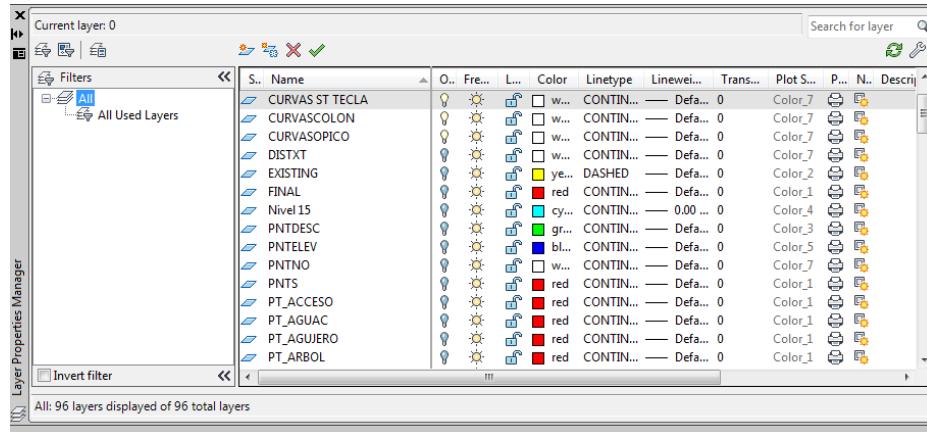 Current layer: 0
Search for layer
Filters
All
All Used Layers
S.. Name O.. Fre... L... Color Linetype Linewei... Trans... Plot S... P... N.. Descrip
CURVAS ST TECLA w... CONTIN... Defa... 0 Color_7
CURVASCOLON w... CONTIN... Defa... 0 Color_7
CURVASOPICO w... CONTIN... Defa... 0 Color_7
DISTXT w... CONTIN... Defa... 0 Color_7
EXISTING ye... DASHED Defa... 0 Color_2
FINAL red CONTIN... Defa... 0 Color_1
Nivel 15 cy... CONTIN... 0.00 ... 0 Color_4
PNTDESC gr... CONTIN... Defa... 0 Color_3
PNTELEV bl... CONTIN... Defa... 0 Color_5
PNTNO w... CONTIN... Defa... 0 Color_7
PNTS red CONTIN... Defa... 0 Color_1
PT_ACCESO red CONTIN... Defa... 0 Color_1
PT_AGUAC red CONTIN... Defa... 0 Color_1
PT_AGUJERO red CONTIN... Defa... 0 Color_1
PT_ARBOL red CONTIN... Defa... 0 Color_1
Invert filter
All: 96 layers displayed of 96 total layers
Layer Properties Manager